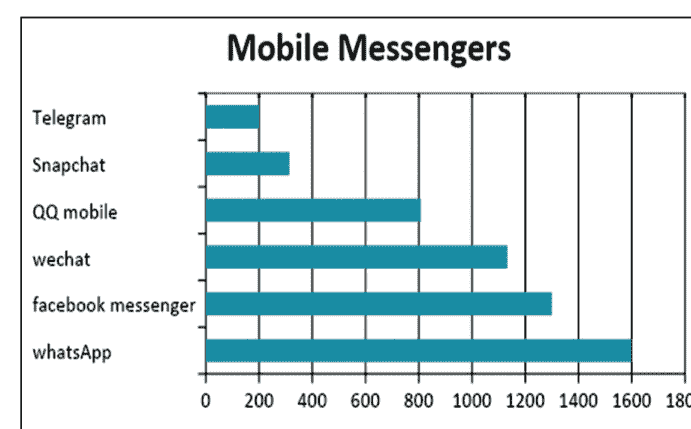 Mobile Messengers
Telegram
Snapchat
QQ mobile
wechat
facebook messenger
whatsApp
0 200 400 600 800 1000 1200 1400 1600 180